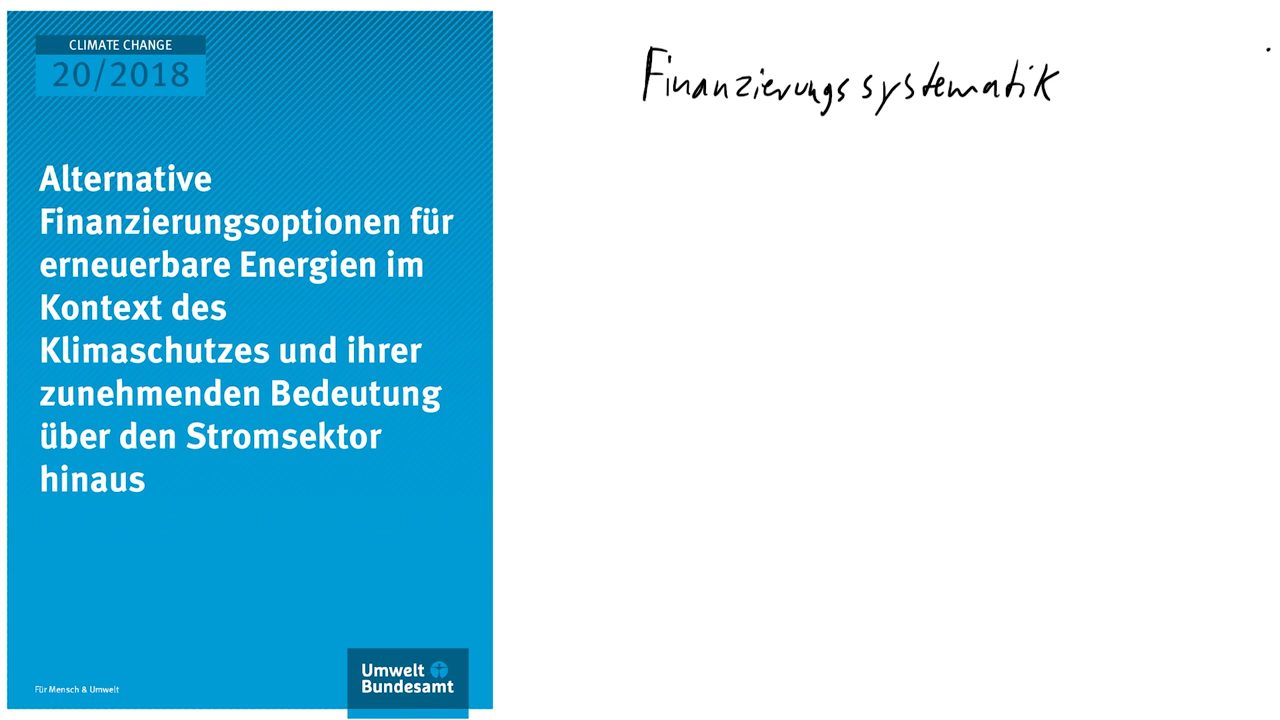 CLIMATE CHANGE
20/2018
Alternative
Finanzierungsoptionen für
erneuerbare Energien im
Kontext des
Klimaschutzes und ihrer
zunehmenden Bedeutung
über den Stromsektor
hinaus
Für Mensch & Umwelt
Umwelt
Bundesamt
Finanzierungssystematik